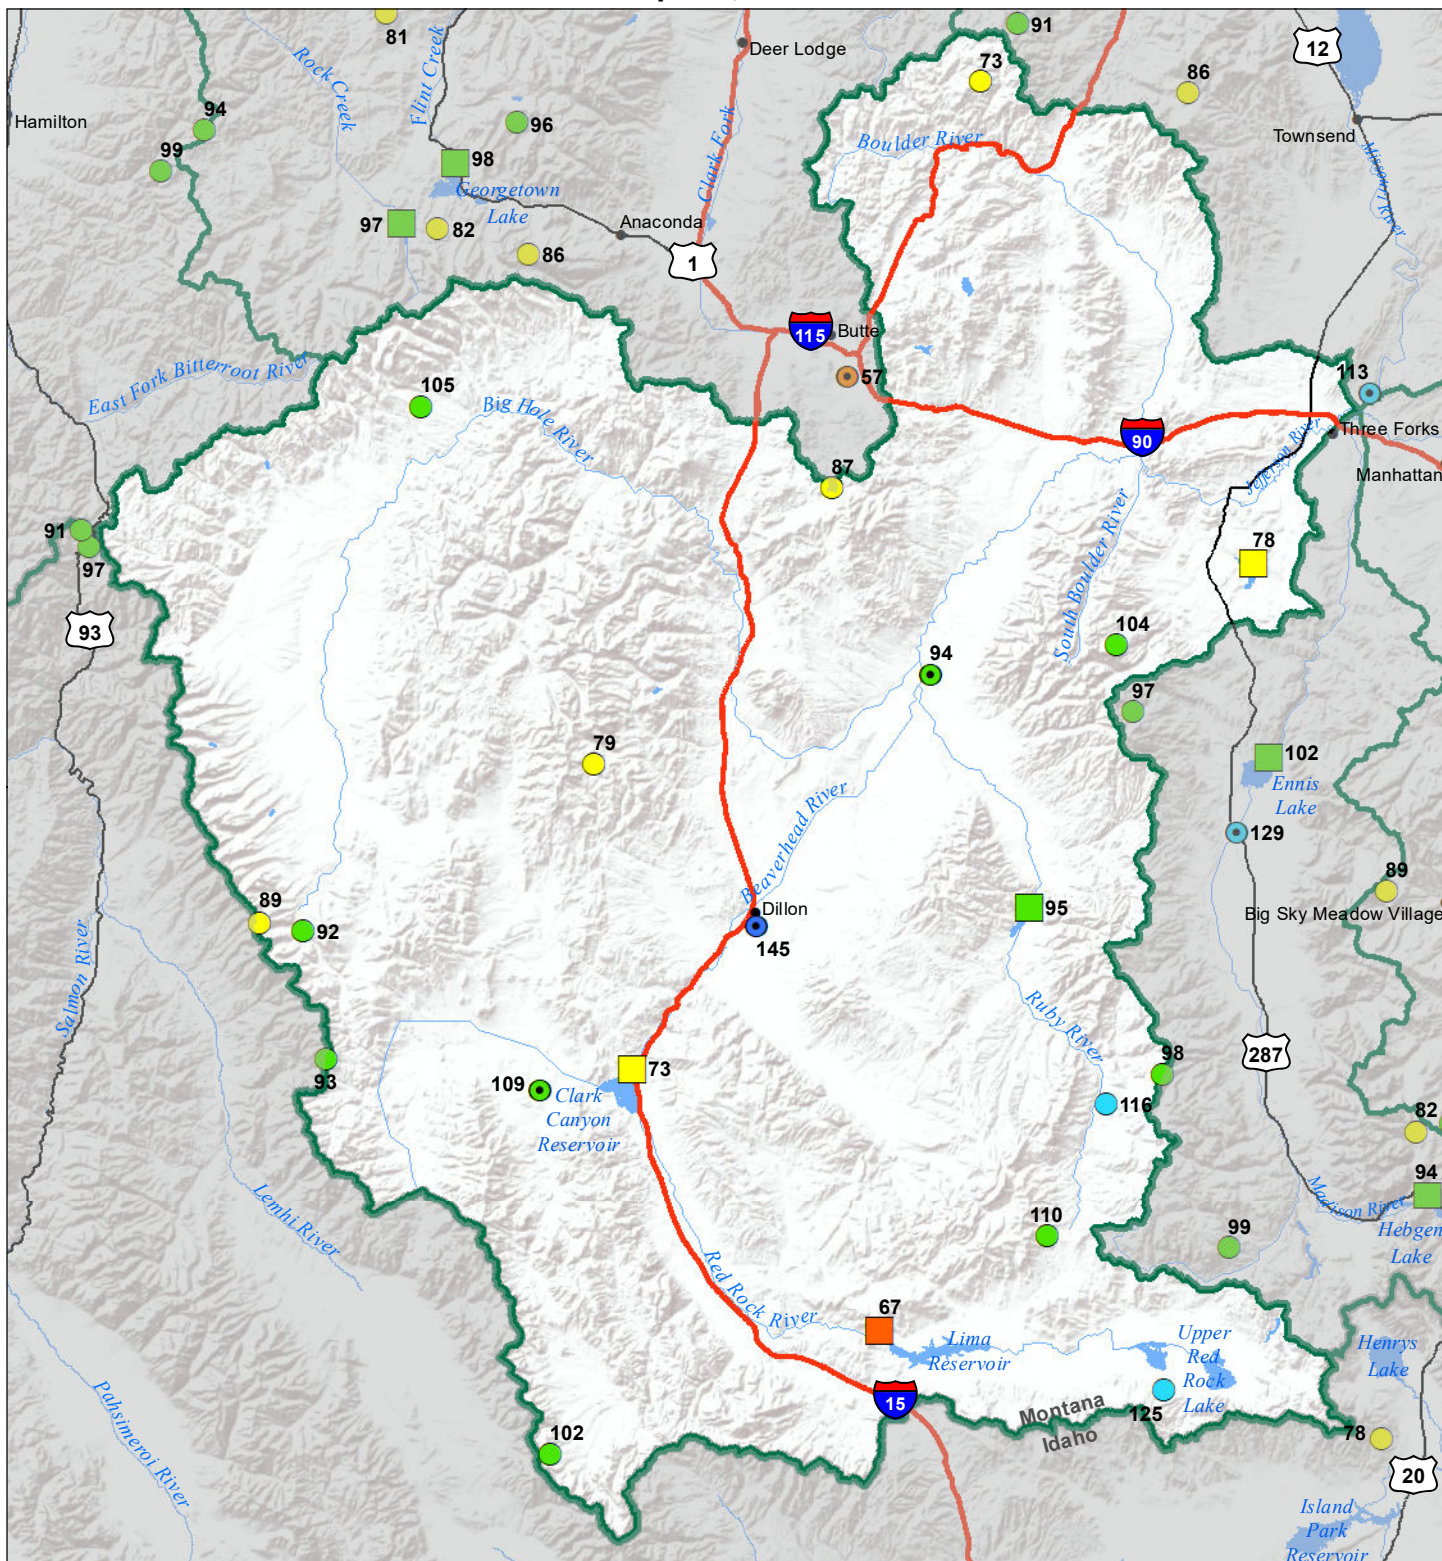 81
Rock Creek
Flint Creek
Deer Lodge
91
12
73
86
Hamilton
94
96
Clark Fork
Boulder River
Townsend
99
98
Georgetown
Lake
Missouri River
97
82
Anaconda
86
1
115
Butte
East Fork Bitterroot River
57
113
105
Big Hole River
90
Three Forks
Jefferson River
Manhattan
87
91
97
South Boulder River
78
93
104
94
97
79
102
Ennis
Lake
Beaverhead River
129
89
89
92
Dillon
145
95
Big Sky Meadow Village
Salmon River
Ruby River
287
93
73
98
109
Clark
Canyon
Reservoir
116
82
94
Madison River
Hebgen
Lake
Lemhi River
110
99
Red Rock River
67
Lima
Reservoir
Upper
Red
Rock
Lake
Henrys
Lake
15
Montana
Idaho
125
Pahsimeroi River
102
78
20
Island
Park
Reservoir